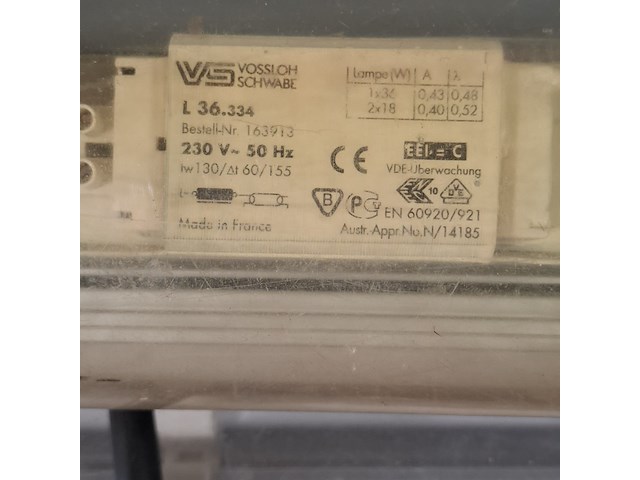 VS VOSSLOH SCHWABE
L 36.334
Bestell-Nr. 163913
230 V~ 50 Hz
tw130/Δt 60/155
Made in France
Lampe(W) A λ
1x36 0,43 0,48
2x18 0,40 0,52
CE
EEI = C
VDE-Überwachung
10
B
EN 60920/921
Austr.-Appr.No.N/14185